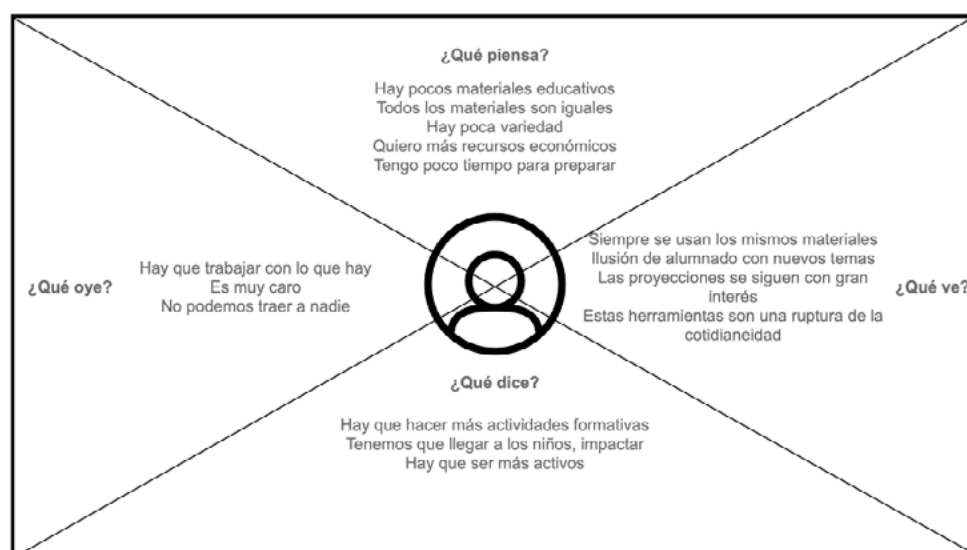 ¿Qué piensa?
Hay pocos materiales educativos
Todos los materiales son iguales
Hay poca variedad
Quiero más recursos económicos
Tengo poco tiempo para preparar
¿Qué oye?
Hay que trabajar con lo que hay
Es muy caro
No podemos traer a nadie
Siempre se usan los mismos materiales
Ilusión de alumnado con nuevos temas
Las proyecciones se siguen con gran
interés
Estas herramientas son una ruptura de la
cotidianeidad
¿Qué ve?
¿Qué dice?
Hay que hacer más actividades formativas
Tenemos que llegar a los niños, impactar
Hay que ser más activos